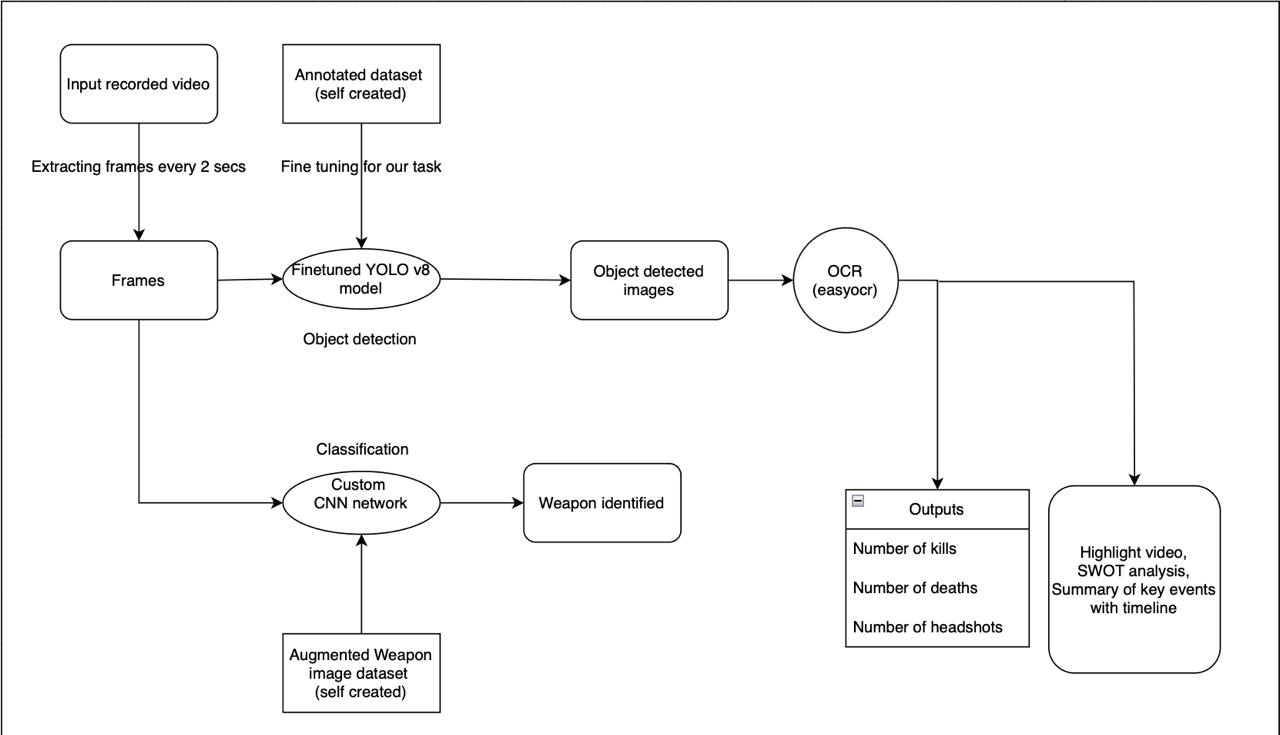 Input recorded video
Annotated dataset
(self created)
Extracting frames every 2 secs
Fine tuning for our task
Frames
Finetuned YOLO v8
model
Object detected
images
OCR
(easyocr)
Object detection
Classification
Custom
CNN network
Weapon identified
Outputs
Number of kills
Number of deaths
Number of headshots
Highlight video,
SWOT analysis,
Summary of key events
with timeline
Augmented Weapon
image dataset
(self created)